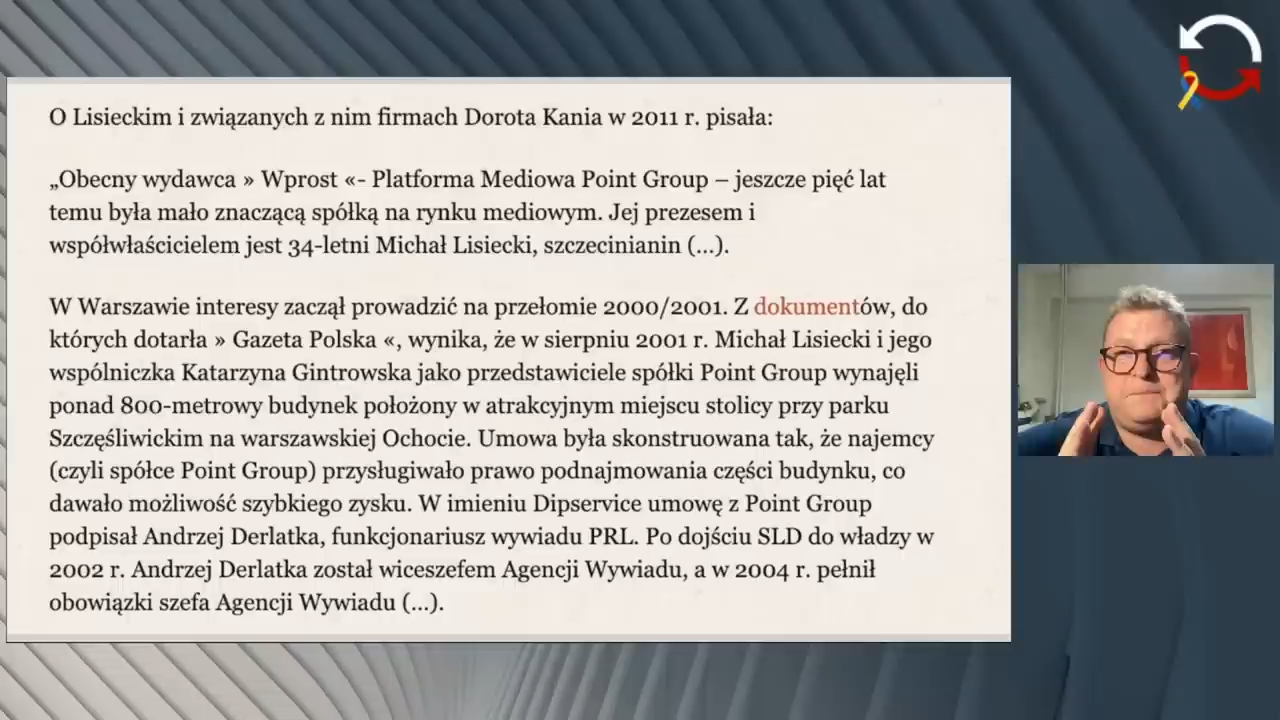 O Lisieckim i związanych z nim firmach Dorota Kania w 2011 r. pisała:
„Obecny wydawca » Wprost «- Platforma Mediowa Point Group – jeszcze pięć lat
temu była mało znaczącą spółką na rynku mediowym. Jej prezesem i
współwłaścicielem jest 34-letni Michał Lisiecki, szczecinianin (...).
W Warszawie interesy zaczął prowadzić na przełomie 2000/2001. Z dokumentów, do
których dotarła » Gazeta Polska «, wynika, że w sierpniu 2001 r. Michał Lisiecki i jego
wspólniczka Katarzyna Gintrowska jako przedstawiciele spółki Point Group wynajęli
ponad 800-metrowy budynek położony w atrakcyjnym miejscu stolicy przy parku
Szczęśliwickim na warszawskiej Ochocie. Umowa była skonstruowana tak, że najemcy
(czyli spółce Point Group) przysługiwało prawo podnajmowania części budynku, co
dawało możliwość szybkiego zysku. W imieniu Dipservice umowę z Point Group
podpisał Andrzej Derlatka, funkcjonariusz wywiadu PRL. Po dojściu SLD do władzy w
2002 r. Andrzej Derlatka został wiceszefem Agencji Wywiadu, a w 2004 r. pełnił
obowiązki szefa Agencji Wywiadu (...).